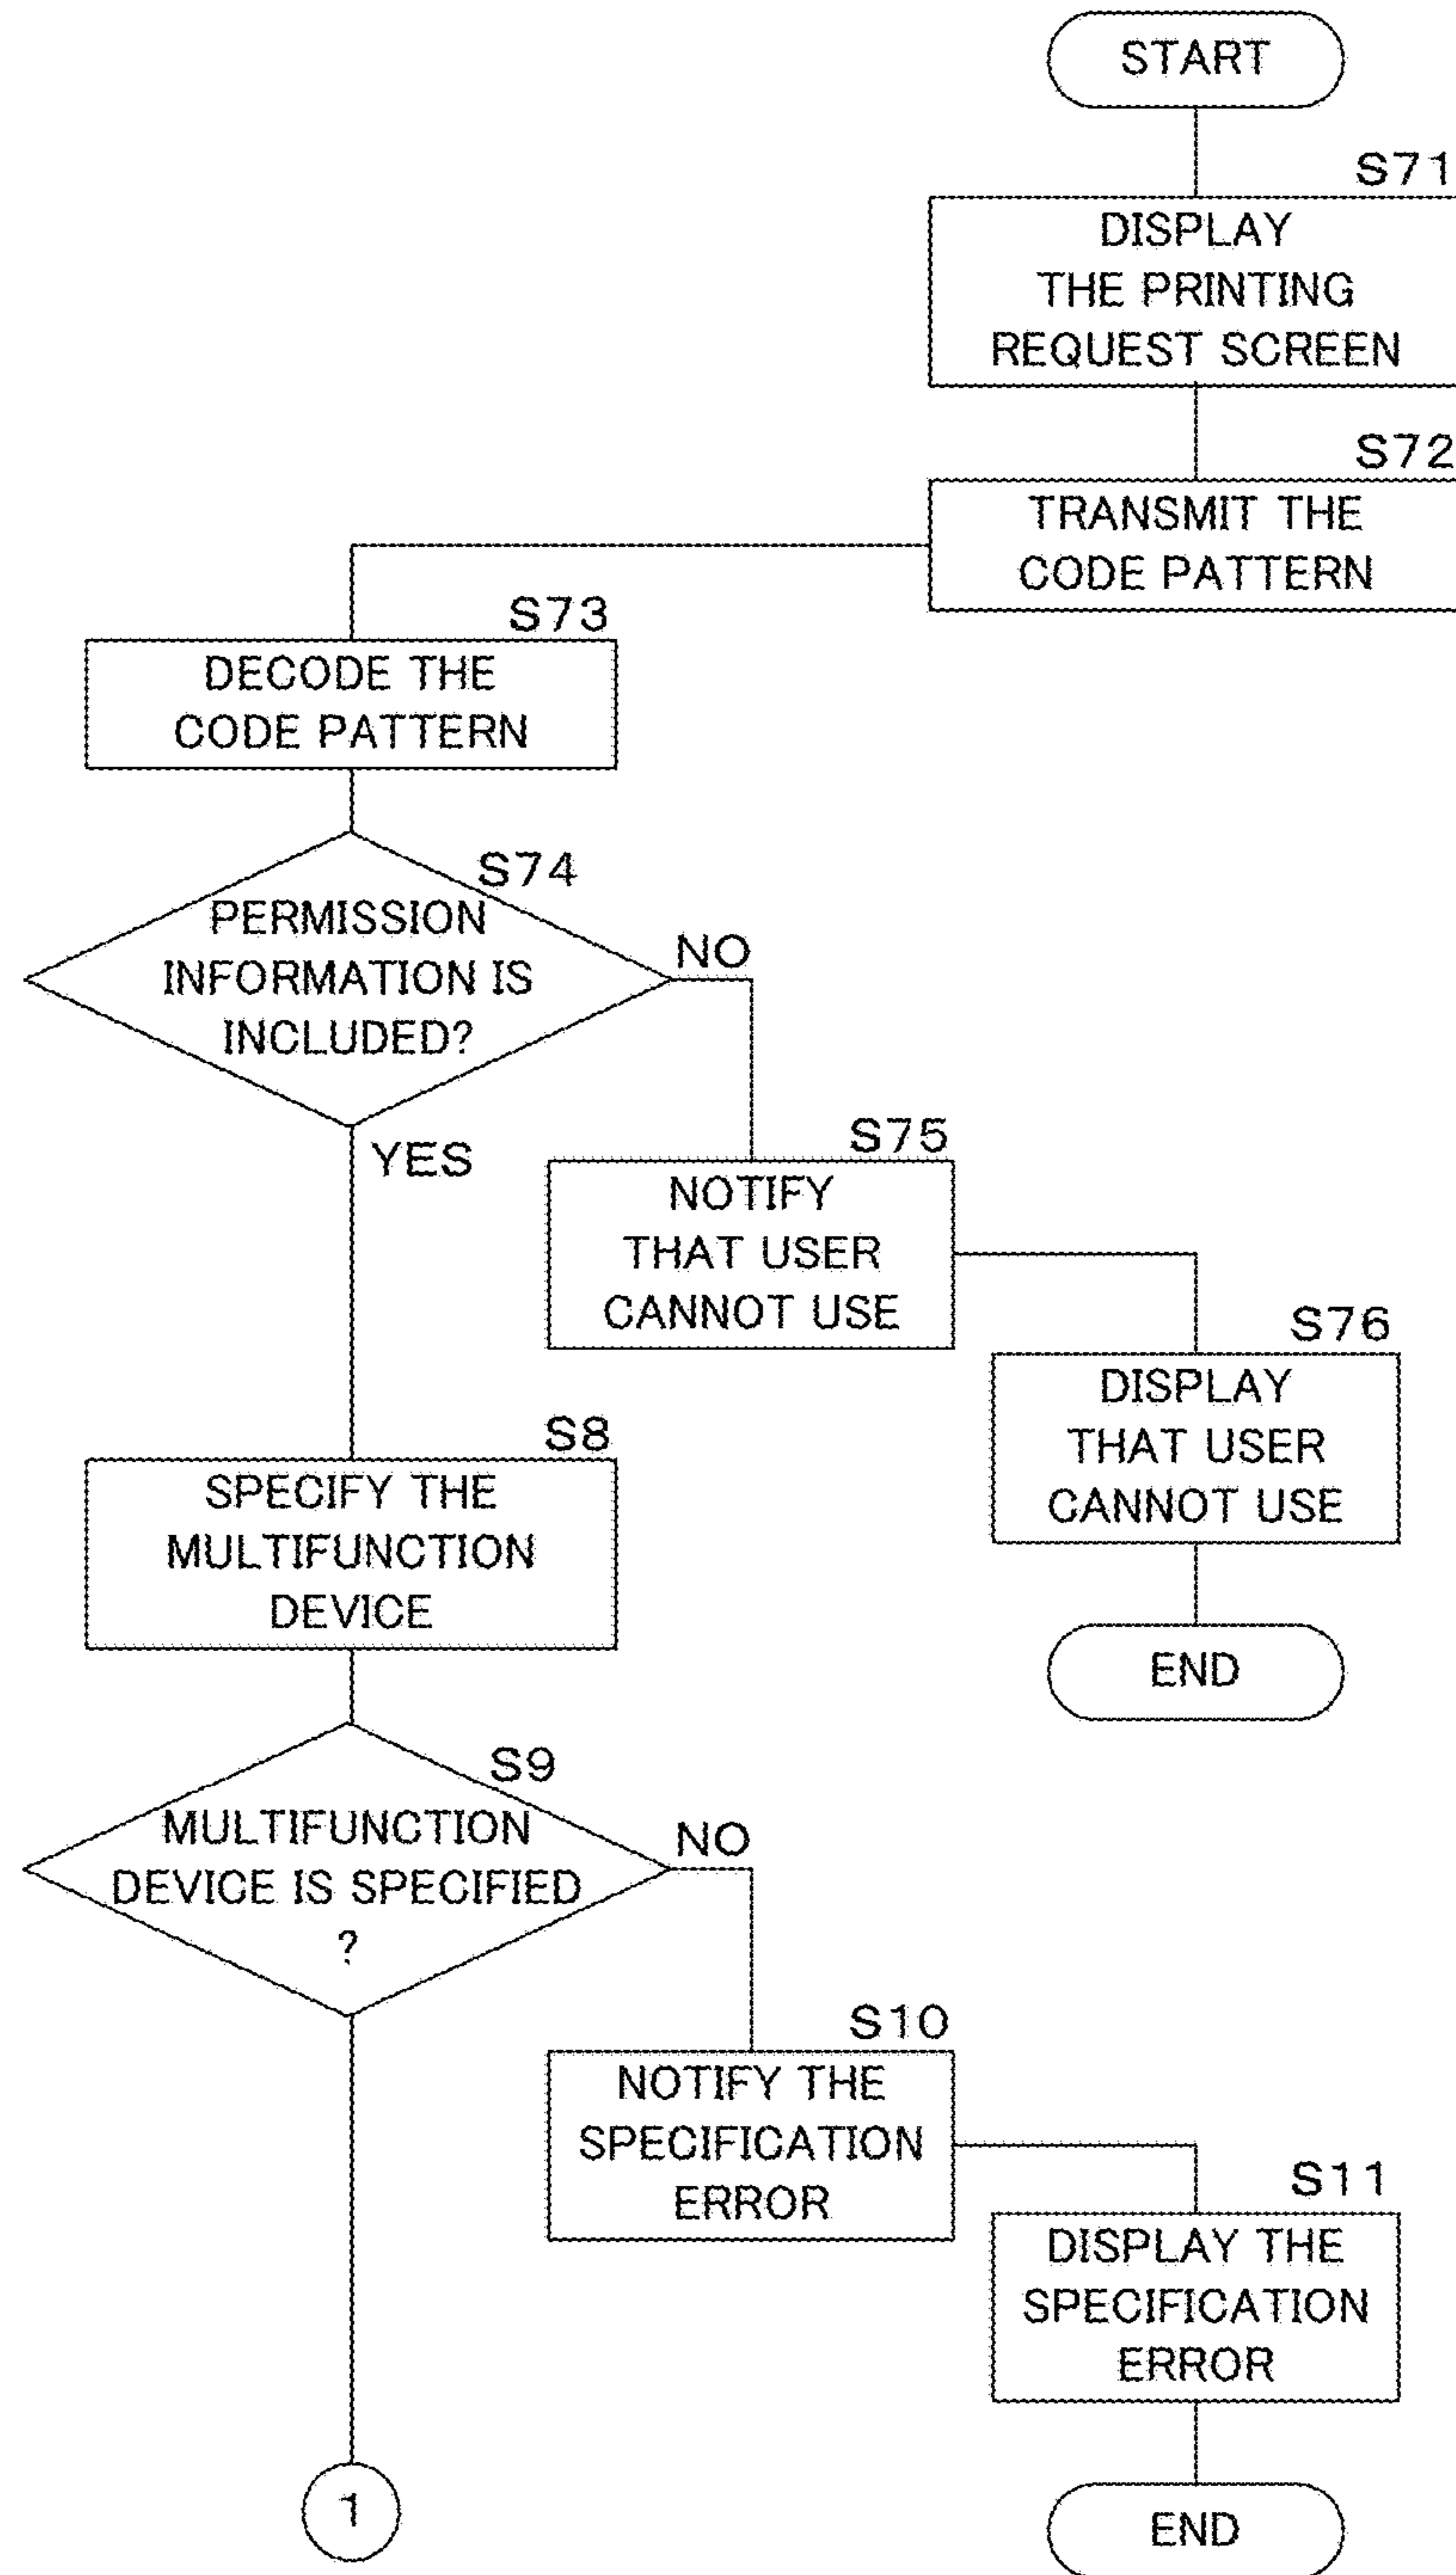 START
S71
DISPLAY
THE PRINTING
REQUEST SCREEN
S72
TRANSMIT THE
CODE PATTERN
S73
DECODE THE
CODE PATTERN
S74
PERMISSION
INFORMATION IS
INCLUDED?
NO
YES
S75
NOTIFY
THAT USER
CANNOT USE
S76
DISPLAY
THAT USER
CANNOT USE
END
S8
SPECIFY THE
MULTIFUNCTION
DEVICE
S9
MULTIFUNCTION
DEVICE IS SPECIFIED
?
NO
S10
NOTIFY THE
SPECIFICATION
ERROR
S11
DISPLAY THE
SPECIFICATION
ERROR
END
1